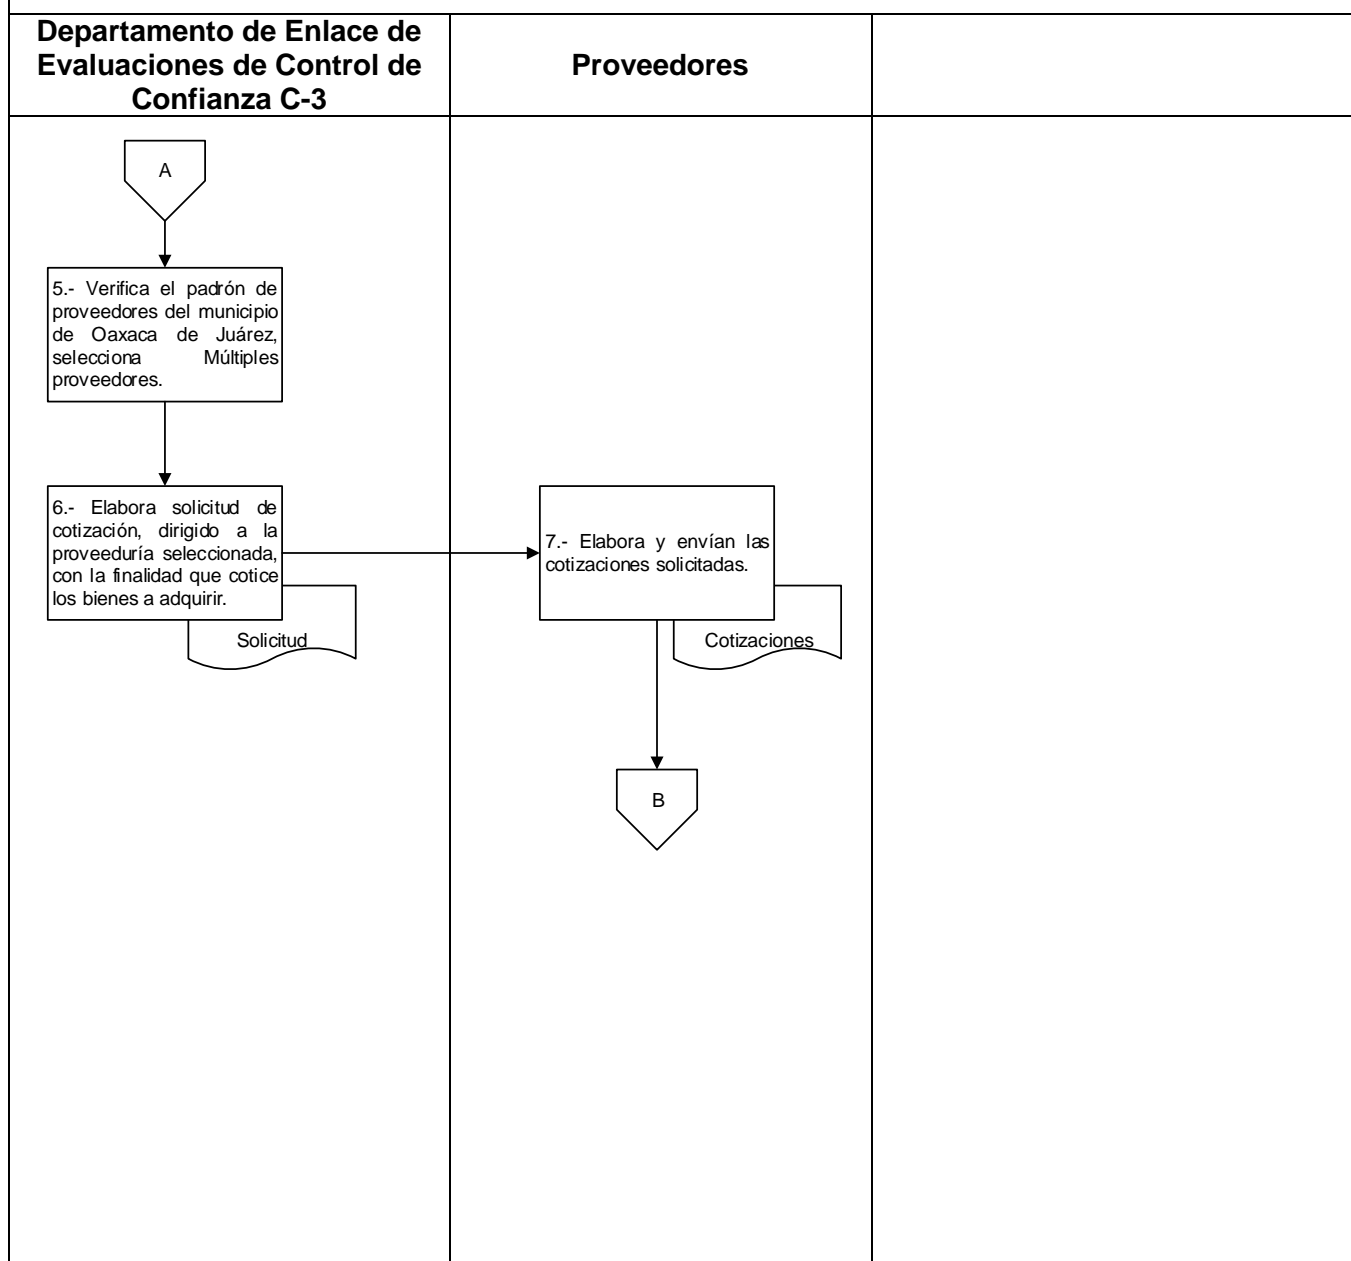 Departamento de Enlace de
Evaluaciones de Control de
Confianza C-3
Proveedores
A
5.- Verifica el padrón de
proveedores del municipio
de Oaxaca de Juárez,
selecciona Múltiples
proveedores.
6.- Elabora solicitud de
cotización, dirigido a la
proveeduría seleccionada,
con la finalidad que cotice
los bienes a adquirir.
Solicitud
7.- Elabora y envían las
cotizaciones solicitadas.
Cotizaciones
B